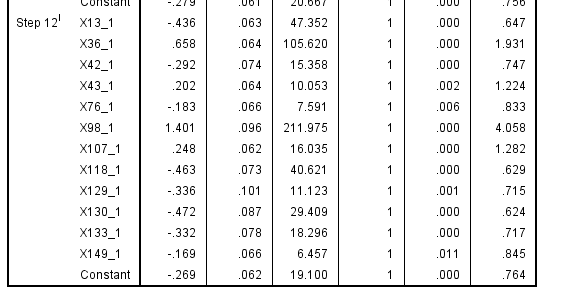 Constant -.279 .061 20.667 1 .000 .756
Step 12l X13_1 -.436 .063 47.352 1 .000 .647
X36_1 .658 .064 105.620 1 .000 1.931
X42_1 -.292 .074 15.358 1 .000 .747
X43_1 .202 .064 10.053 1 .002 1.224
X76_1 -.183 .066 7.591 1 .006 .833
X98_1 1.401 .096 211.975 1 .000 4.058
X107_1 .248 .062 16.035 1 .000 1.282
X118_1 -.463 .073 40.621 1 .000 .629
X129_1 -.336 .101 11.123 1 .001 .715
X130_1 -.472 .087 29.409 1 .000 .624
X133_1 -.332 .078 18.296 1 .000 .717
X149_1 -.169 .066 6.457 1 .011 .845
Constant -.269 .062 19.100 1 .000 .764